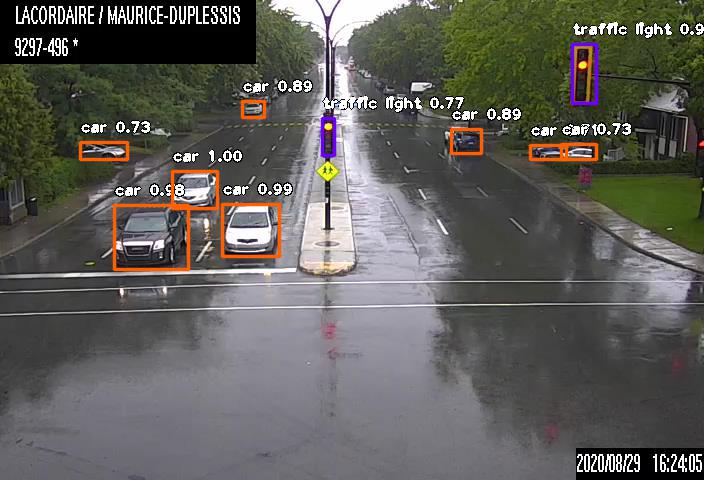 LACORDAIRE / MAURICE-DUPLESSIS
9297-496 *
traffic light 0.9
car 0.89
traffic light 0.77
car 0.89
car 0.73
car
0.73
car 1.00
car 0.98
car 0.99
2020/08/29 16:24:05